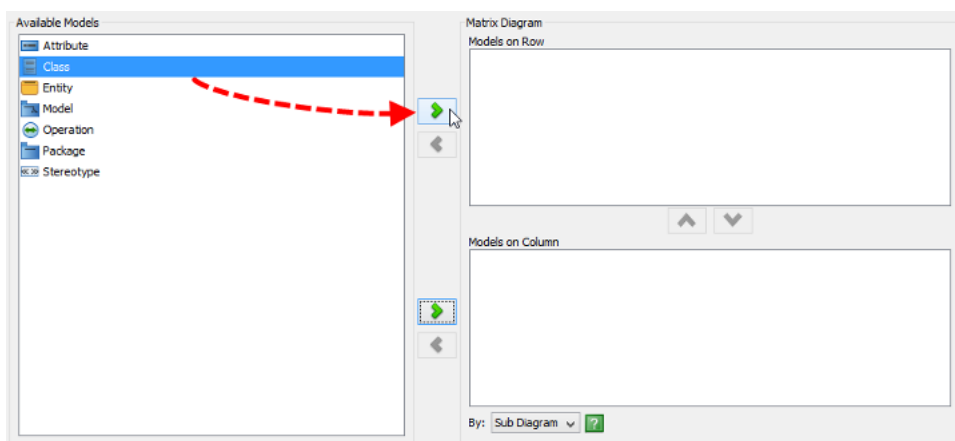 Available Models
Attribute
Class
Entity
Model
Operation
Package
Stereotype
Matrix Diagram
Models on Row
Models on Column
By: Sub Diagram ?